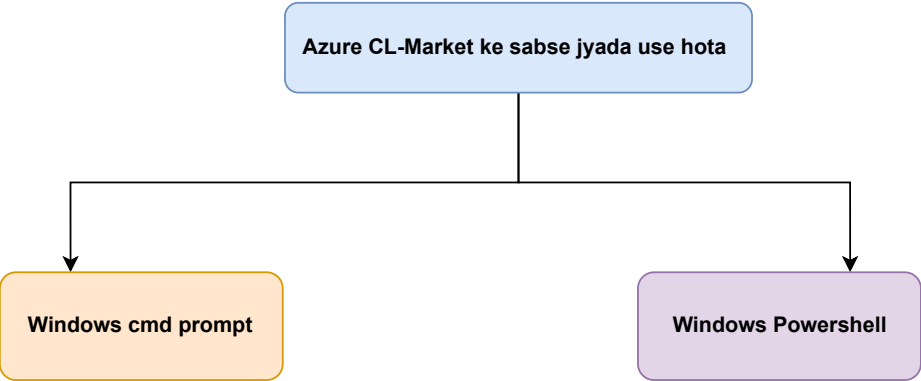 Azure CL-Market ke sabse jyada use hota
Windows cmd prompt
Windows Powershell